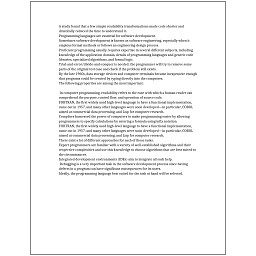 A study found that a few simple readability transformations made code shorter and
drastically reduced the time to understand it.
Programming languages are essential for software development.
Sometimes software development is known as software engineering, especially when it
employs formal methods or follows an engineering design process.
Proficient programming usually requires expertise in several different subjects, including
knowledge of the application domain, details of programming languages and generic code
libraries, specialized algorithms, and formal logic.
Trial-and-error/divide-and-conquer is needed: the programmer will try to remove some
parts of the original test case and check if the problem still exists.
By the late 1960s, data storage devices and computer terminals became inexpensive enough
that programs could be created by typing directly into the computers.
The following properties are among the most important:

In computer programming, readability refers to the ease with which a human reader can
comprehend the purpose, control flow, and operation of source code.
FORTRAN, the first widely used high-level language to have a functional implementation,
came out in 1957, and many other languages were soon developed—in particular, COBOL
aimed at commercial data processing, and Lisp for computer research.
Compilers harnessed the power of computers to make programming easier by allowing
programmers to specify calculations by entering a formula using infix notation.
FORTRAN, the first widely used high-level language to have a functional implementation,
came out in 1957, and many other languages were soon developed—in particular, COBOL
aimed at commercial data processing, and Lisp for computer research.
There exist a lot of different approaches for each of those tasks.
Expert programmers are familiar with a variety of well-established algorithms and their
respective complexities and use this knowledge to choose algorithms that are best suited to
the circumstances.
Integrated development environments (IDEs) aim to integrate all such help.
Debugging is a very important task in the software development process since having
defects in a program can have significant consequences for its users.
Ideally, the programming language best suited for the task at hand will be selected.